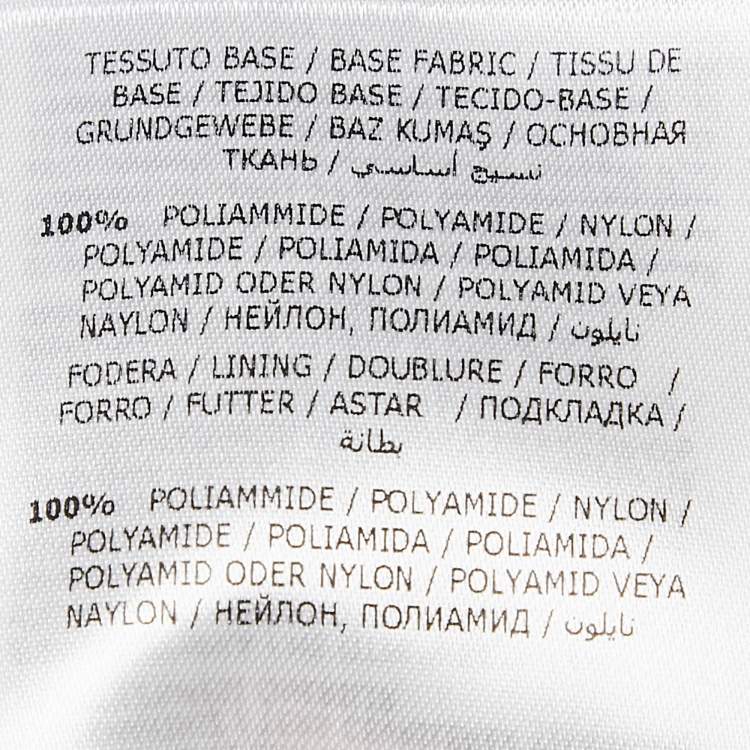 TESSUTO BASE / BASE FABRIC / TISSU DE
BASE / TEJIDO BASE / TECIDO-BASE /
GRUNDGEWEBE / BAZ KUMAŞ / ОСНОВНАЯ
ТКАНЬ / نسيج أساسي
100% POLIAMMIDE / POLYAMIDE / NYLON /
POLYAMIDE / POLIAMIDA / POLIAMIDA /
POLYAMID ODER NYLON / POLYAMID VEYA
NAYLON / НЕЙЛОН, ПОЛИАМИД / نايلون
FODERA / LINING / DOUBLURE / FORRO /
FORRO / FUTTER / ASTAR / ПОДКЛАДКА /
بطانة
100% POLIAMMIDE / POLYAMIDE / NYLON /
POLYAMIDE / POLIAMIDA / POLIAMIDA /
POLYAMID ODER NYLON / POLYAMID VEYA
NAYLON / НЕЙЛОН, ПОЛИАМИД / نايلون